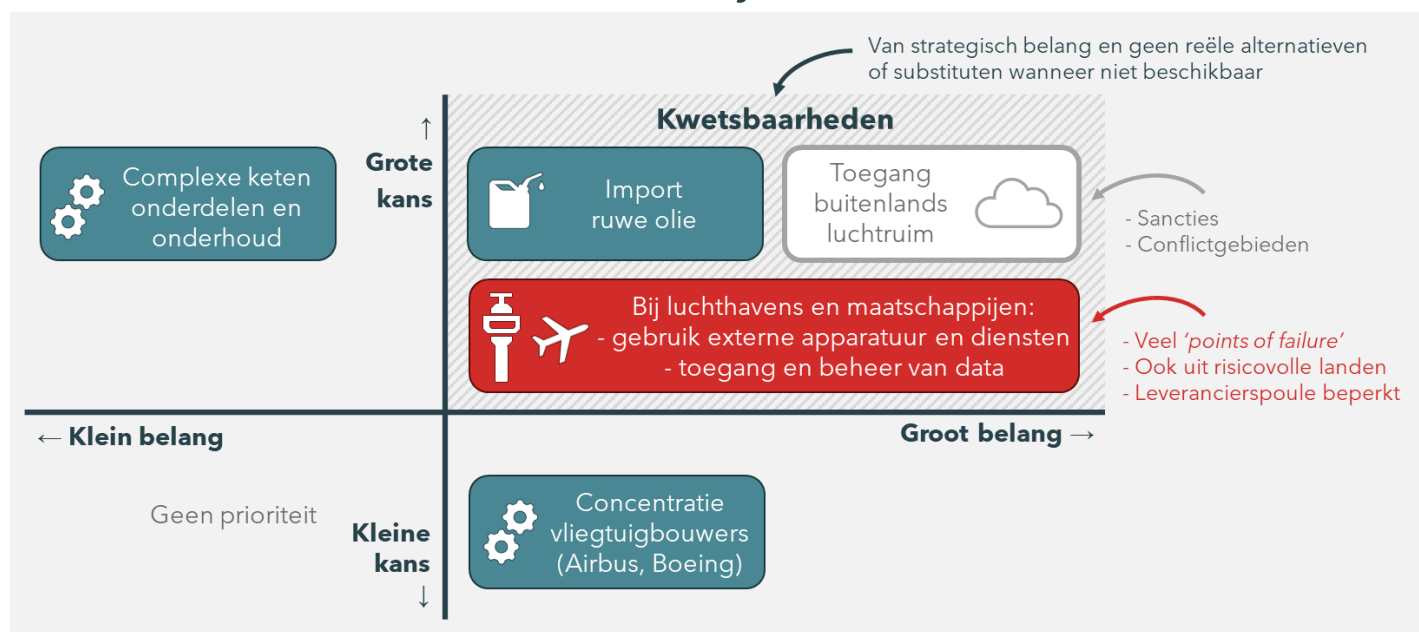 Van strategisch belang en geen reële alternatieven
of substituten wanneer niet beschikbaar
Kwetsbaarheden
↑
Grote
kans
Complexe keten
onderdelen en
onderhoud
Import
ruwe olie
Toegang
buitenlands
luchtruim
- Sancties
- Conflictgebieden
Bij luchthavens en maatschappijen:
- gebruik externe apparatuur en diensten
- toegang en beheer van data
- Veel ‘points of failure’
- Ook uit risicovolle landen
- Leverancierspoule beperkt
← Klein belang
Groot belang →
Geen prioriteit
Kleine
kans
↓
Concentratie
vliegtuigbouwers
(Airbus, Boeing)